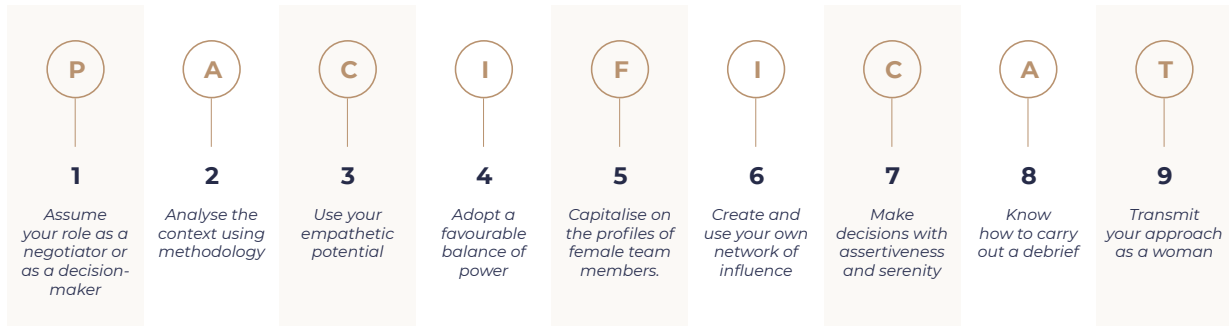 P
1
Assume
your role as a
negotiator or
as a decision-
maker
A
2
Analyse the
context using
methodology
C
3
Use your
empathetic
potential
I
4
Adopt a
favourable
balance of
power
F
5
Capitalise on
the profiles of
female team
members.
I
6
Create and
use your own
network of
influence
C
7
Make
decisions with
assertiveness
and serenity
A
8
Know
how to carry
out a debrief
T
9
Transmit
your approach
as a woman